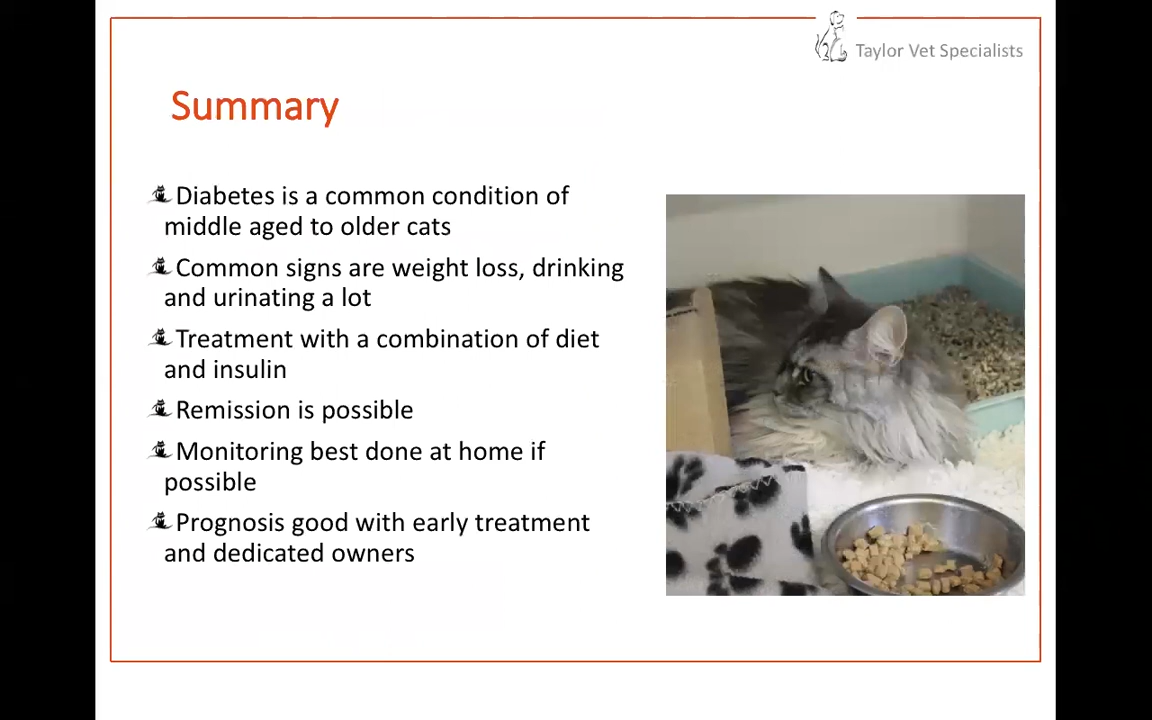 Taylor Vet Specialists
Summary
Diabetes is a common condition of
middle aged to older cats
Common signs are weight loss, drinking
and urinating a lot
Treatment with a combination of diet
and insulin
Remission is possible
Monitoring best done at home if
possible
Prognosis good with early treatment
and dedicated owners